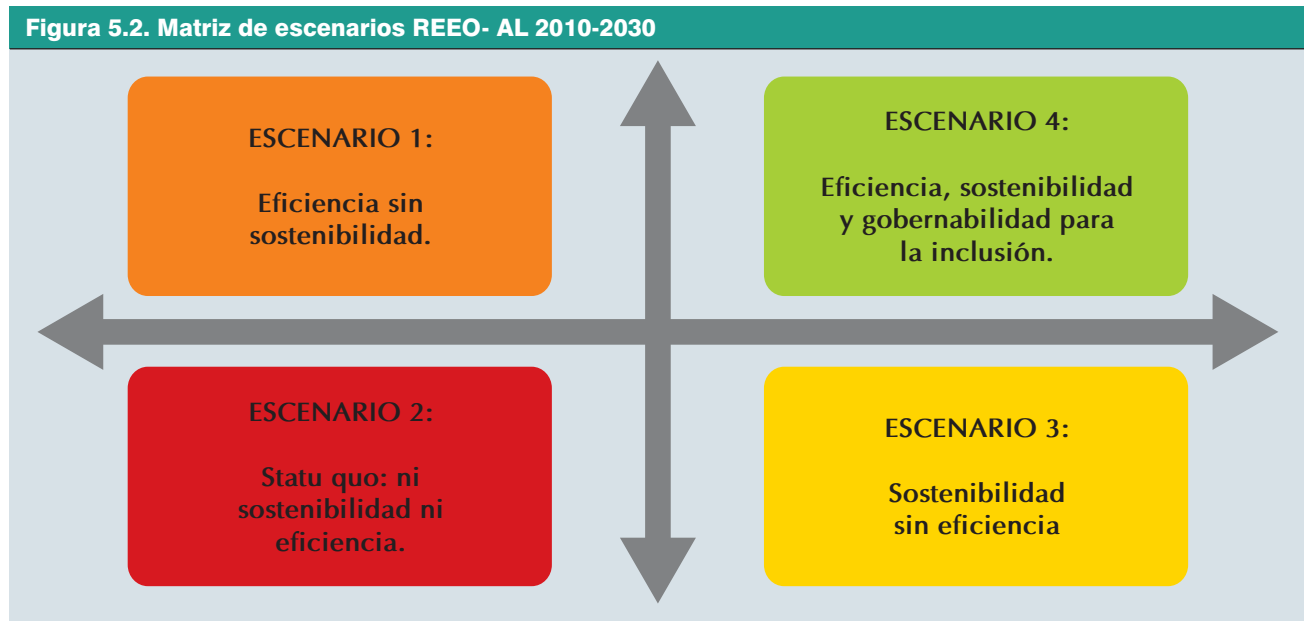 Figura 5.2. Matriz de escenarios REEO- AL 2010-2030
ESCENARIO 1:
Eficiencia sin
sostenibilidad.
ESCENARIO 4:
Eficiencia, sostenibilidad
y gobernabilidad para
la inclusión.
ESCENARIO 2:
Statu quo: ni
sostenibilidad ni
eficiencia.
ESCENARIO 3:
Sostenibilidad
sin eficiencia